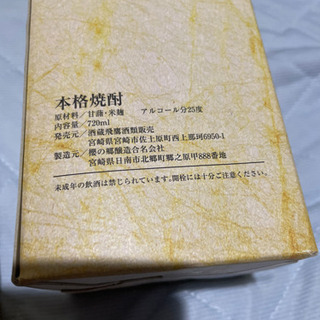 本格焼酎
原材料／甘藷・米麹　アルコール分25度
内容量／720ml
発売元／酒蔵飛鷹酒類販売
宮崎県宮崎市佐土原町西上那珂6950-1
製造元／櫻の郷醸造合名会社
宮崎県日南市北郷町郷之原甲888番地
未成年の飲酒は禁じられています。開栓には十分ご注意ください。